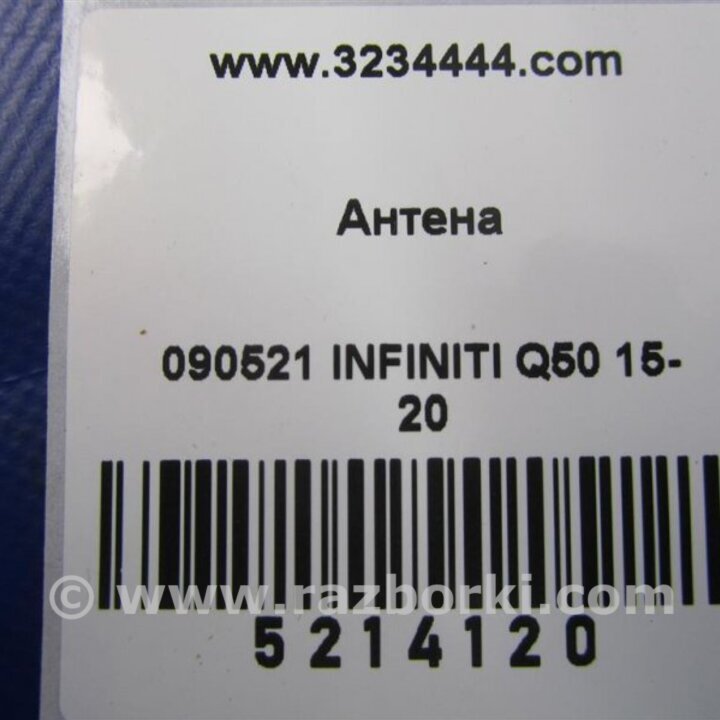 www.3234444.com
Антена
090521 INFINITI Q50 15-
20
© www.razborki.com
5214120